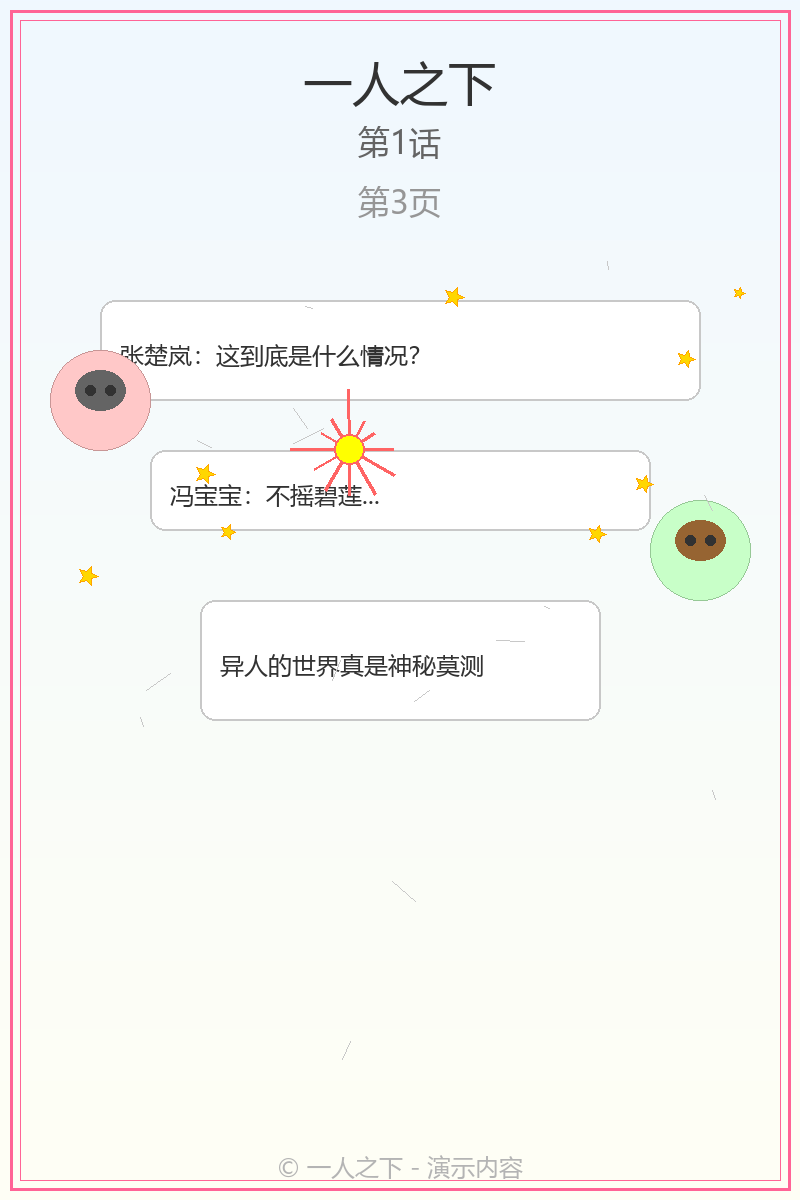 一人之下
第1话
第3页
张楚岚：这到底是什么情况？
冯宝宝：不摇碧莲...
异人的世界真是神秘莫测
© 一人之下 - 演示内容